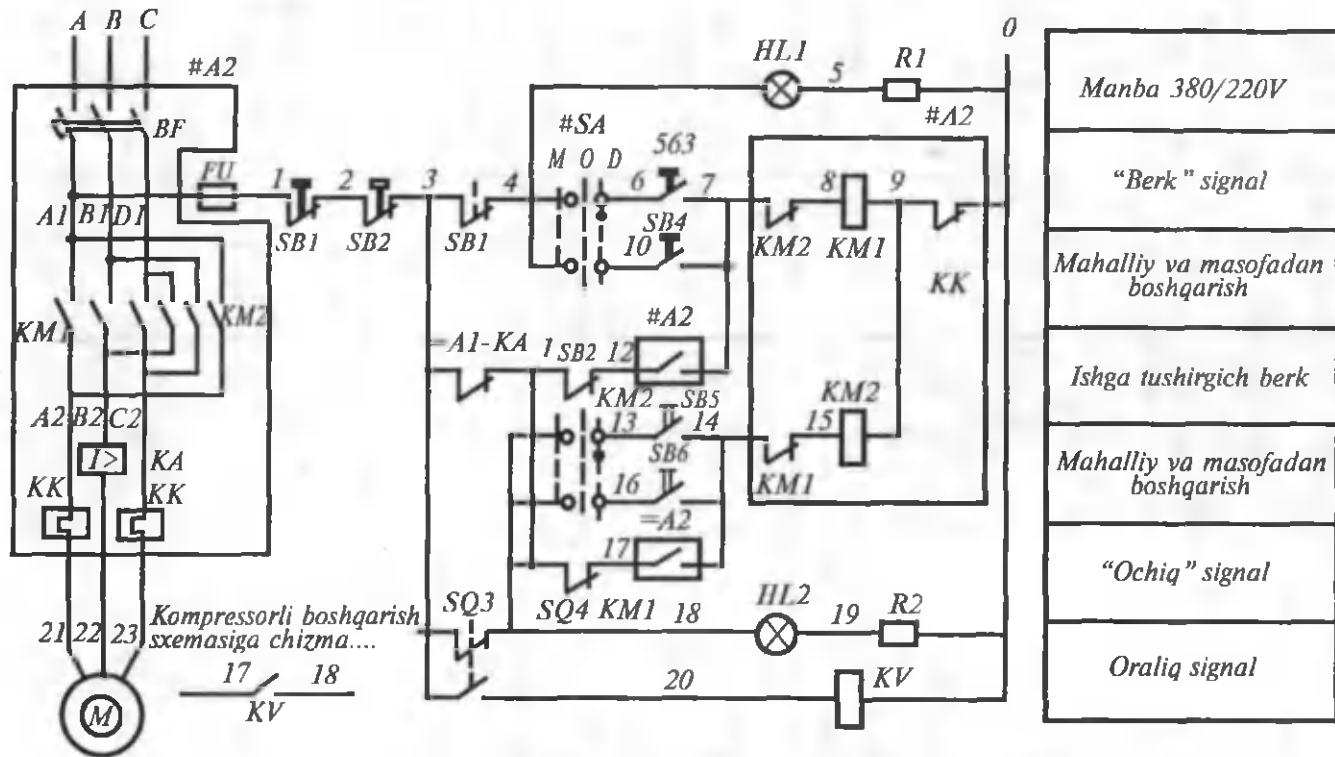 A B C
#A2
BF
FU
A1 B1 D1
KM1
KM2
A2 B2 C2
I>
KA
KK
KK
21 22 23
M
Kompressorli boshqarish
sxemasiga chizma....
17 18
KV
1 2 3 4
SB1 SB2 SB1
HL1 5 R1
0
#A2
#SA
M O D
563
6 7
SB4
10
8 9
KM2 KM1
KK
#A2
=A1-KA 1 SB2 12
KM2 SB5
13 14
SB6
16
KM2
15
KM1
=A2
17
SQ3 SQ4 KM1 18
HL2 19 R2
20 KV
Manba 380/220V
“Berk” signal
Mahalliy va masofadan
boshqarish
Ishga tushirgich berk
Mahalliy va masofadan
boshqarish
“Ochiq” signal
Oraliq signal